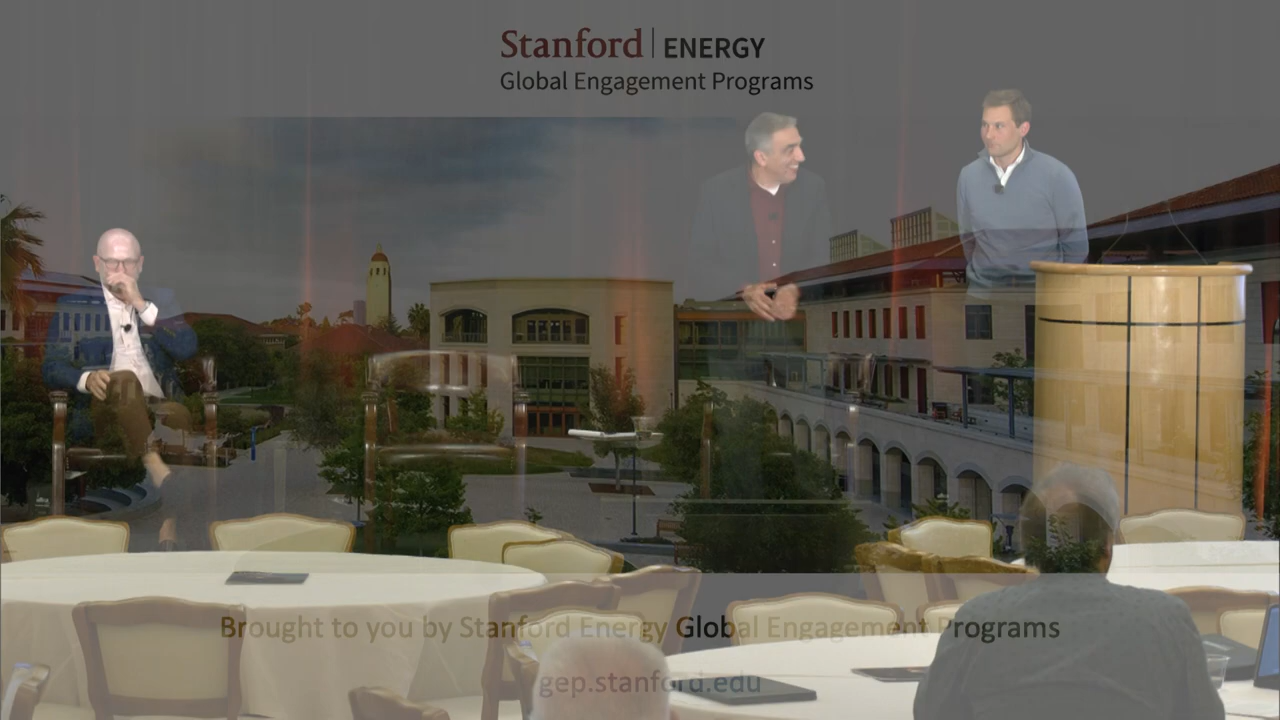 Stanford | ENERGY
Global Engagement Programs
Brought to you by Stanford Energy Global Engagement Programs
gep.stanford.edu